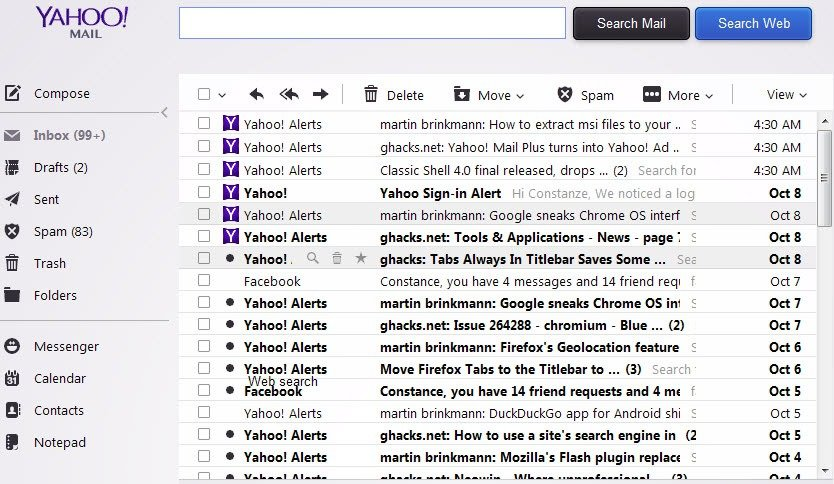 YAHOO!
MAIL
Search Mail
Search Web
Compose
Delete
Move
Spam
More
View
Inbox (99+)
Drafts (2)
Sent
Spam (83)
Trash
Folders
Messenger
Calendar
Contacts
Notepad
Yahoo! Alerts martin brinkmann: How to extract msi files to your .. S 4:30 AM
Yahoo! Alerts ghacks.net: Yahoo! Mail Plus turns into Yahoo! Ad .. S 4:30 AM
Yahoo! Alerts Classic Shell 4.0 final released, drops ... (2) Search for 4:30 AM
Yahoo! Yahoo Sign-in Alert Hi Constanze, We noticed a log Oct 8
Yahoo! Alerts martin brinkmann: Google sneaks Chrome OS interf S Oct 8
Yahoo! Alerts ghacks.net: Tools & Applications - News - page 7 S Oct 8
Yahoo! ghacks: Tabs Always In Titlebar Saves Some ... Sea Oct 8
Facebook Constance, you have 4 messages and 14 friend requ f Oct 7
Yahoo! Alerts martin brinkmann: Google sneaks Chrome OS int S Oct 7
Yahoo! Alerts ghacks.net: Issue 264288 - chromium - Blue ... (2) Oct 7
Yahoo! Alerts martin brinkmann: Firefox's Geolocation feature S Oct 6
Yahoo! Alerts Move Firefox Tabs to the Titlebar to ... (3) Search Oct 6
Web search
Facebook Constance, you have 14 friend requests and 4 me f Oct 5
Yahoo! Alerts martin brinkmann: DuckDuckGo app for Android shi S Oct 5
Yahoo! Alerts ghacks.net: How to use a site's search engine in (2 Oct 5
Yahoo! Alerts martin brinkmann: Mozilla's Flash plugin replace S Oct 4
Yahoo! Alerts ghacks.net: Neowin - Where unprofessional ... (3) Oct 4